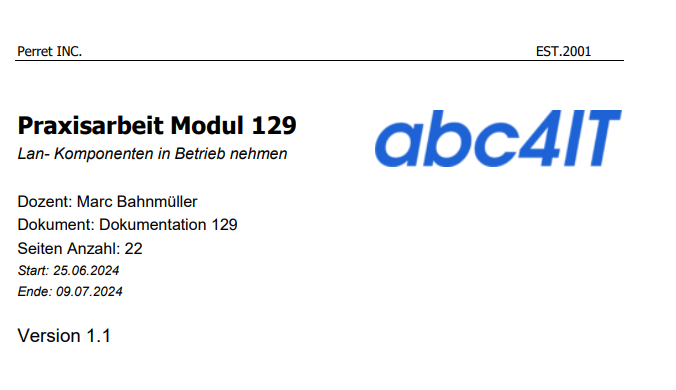 Perret INC. EST.2001
Praxisarbeit Modul 129
abc4IT
Lan- Komponenten in Betrieb nehmen
Dozent: Marc Bahnmüller
Dokument: Dokumentation 129
Seiten Anzahl: 22
Start: 25.06.2024
Ende: 09.07.2024
Version 1.1